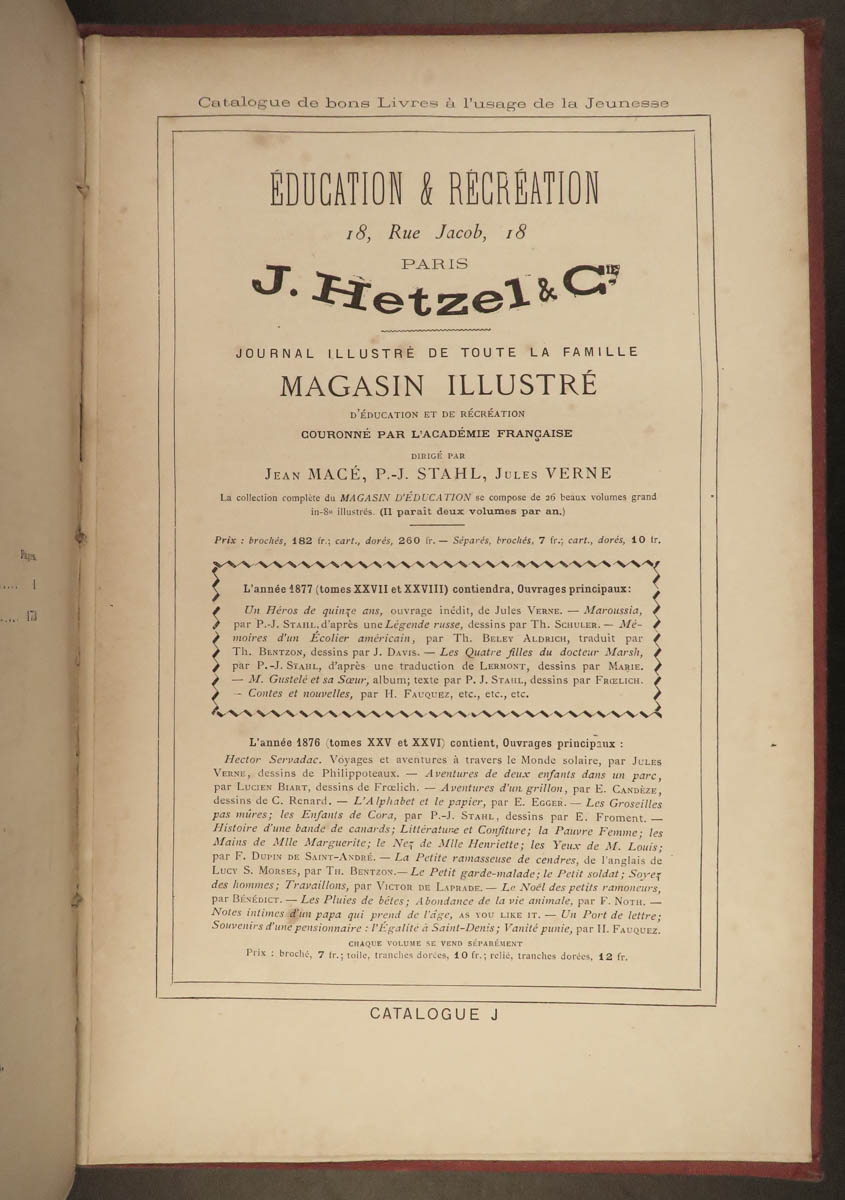 Catalogue de bons Livres à l'usage de la Jeunesse
ÉDUCATION & RÉCRÉATION
18, Rue Jacob, 18
PARIS
J. Hetzel & Cie
JOURNAL ILLUSTRÉ DE TOUTE LA FAMILLE
MAGASIN ILLUSTRÉ
D'ÉDUCATION ET DE RÉCRÉATION
COURONNÉ PAR L'ACADÉMIE FRANÇAISE
DIRIGÉ PAR
JEAN MACÉ, P.-J. STAHL, JULES VERNE
La collection complète du MAGASIN D'ÉDUCATION se compose de 26 beaux volumes grand
in-8º illustrés. (Il paraît deux volumes par an.)
Prix : brochés, 182 fr.; cart., dorés, 260 fr. — Séparés, brochés, 7 fr.; cart., dorés, 10 fr.
L'année 1877 (tomes XXVII et XXVIII) contiendra, Ouvrages principaux:
Un Héros de quinze ans, ouvrage inédit, de Jules VERNE. — Maroussia,
par P.-J. STAHL, d'après une Légende russe, dessins par Th. SCHULER. — Mé-
moires d'un Écolier américain, par Th. BELEY ALDRICH, traduit par
Th. BENTZON, dessins par J. DAVIS. — Les Quatre filles du docteur Marsh,
par P.-J. STAHL, d'après une traduction de LERMONT, dessins par MARIE.
— M. Gustelé et sa Sœur, album; texte par P. J. STAHL, dessins par FRŒLICH.
— Contes et nouvelles, par H. FAUQUEZ, etc., etc., etc.
L'année 1876 (tomes XXV et XXVI) contient, Ouvrages principaux :
Hector Servadac. Voyages et aventures à travers le Monde solaire, par JULES
VERNE, dessins de Philippoteaux. — Aventures de deux enfants dans un parc,
par LUCIEN BIART, dessins de Frœlich. — Aventures d'un grillon, par E. CANDÈZE,
dessins de C. Renard. — L'Alphabet et le papier, par E. EGGER. — Les Groseilles
pas mûres; les Enfants de Cora, par P.-J. STAHL, dessins par E. Froment. —
Histoire d'une bande de canards; Littérature et Confiture; la Pauvre Femme; les
Mains de Mlle Marguerite; le Nez de Mlle Henriette; les Yeux de M. Louis;
par F. DUPIN DE SAINT-ANDRÉ. — La Petite ramasseuse de cendres, de l'anglais de
LUCY S. MORSES, par TH. BENTZON. — Le Petit garde-malade; le Petit soldat; Soyez
des hommes; Travaillons, par VICTOR DE LAPRADE. — Le Noël des petits ramoneurs,
par BÉNÉDICT. — Les Pluies de bêtes; Abondance de la vie animale, par F. NOTH. —
Notes intimes d'un papa qui prend de l'âge, AS YOU LIKE IT. — Un Port de lettre;
Souvenirs d'une pensionnaire : l'Égalité à Saint-Denis; Vanité punie, par H. FAUQUEZ.
CHAQUE VOLUME SE VEND SÉPARÉMENT
Prix : broché, 7 fr.; toile, tranches dorées, 10 fr.; relié, tranches dorées, 12 fr.
CATALOGUE J
Pages.
..... 1
..... 173